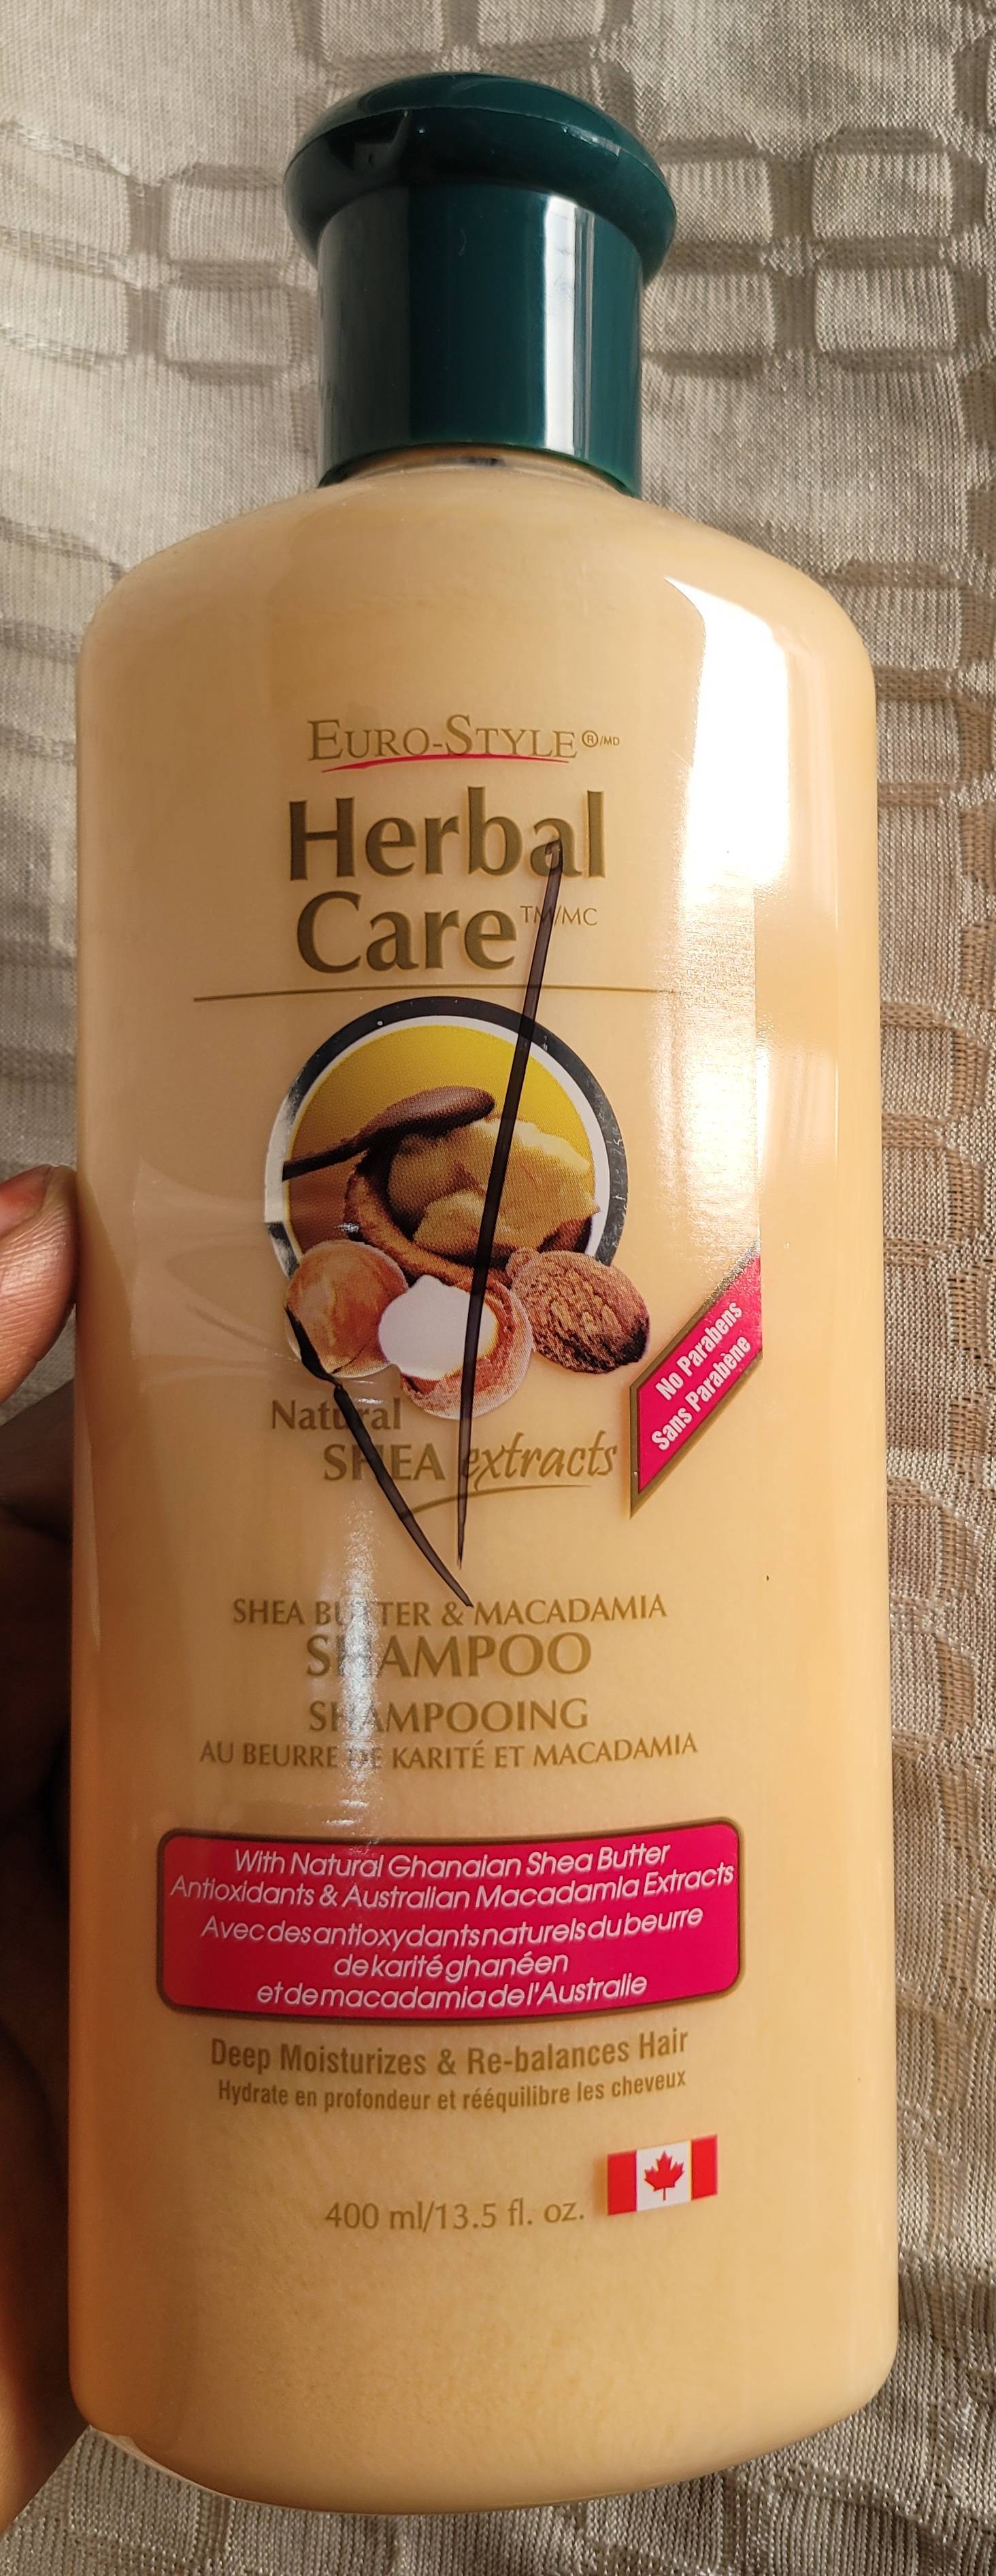 EURO-STYLE®/MD
Herbal
Care™/MC
Natural
SHEA extracts
No Parabens
Sans Parabène
SHEA BUTTER & MACADAMIA
SHAMPOO
SHAMPOOING
AU BEURRE DE KARITÉ ET MACADAMIA
With Natural Ghanaian Shea Butter
Antioxidants & Australian Macadamia Extracts
Avec des antioxydants naturels du beurre
de karité ghanéen
et de macadamia de l'Australie
Deep Moisturizes & Re-balances Hair
Hydrate en profondeur et rééquilibre les cheveux
400 ml/13.5 fl. oz.